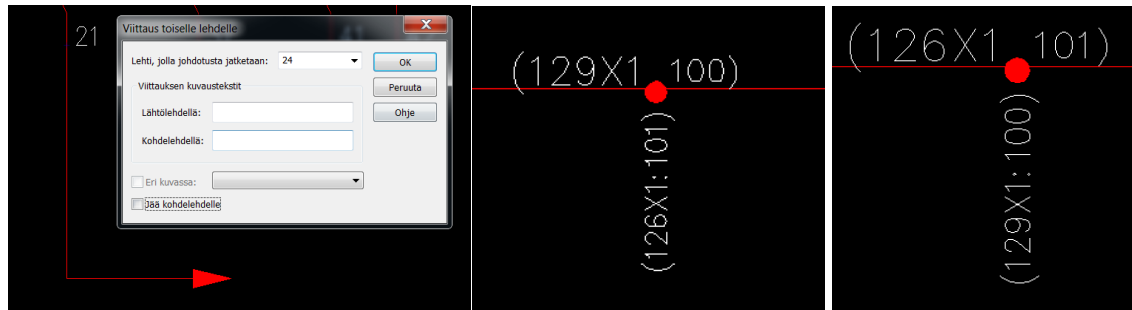 21
Viittaus toiselle lehdelle
Lehti, jolla johdotusta jatketaan: 24
OK
Viittauksen kuvaustekstit
Peruuta
Lähtölehdellä:
Ohje
Kohdelehdellä:
Eri kuvassa:
Jää kohdelehdelle
(129X1 100)
(126X1:101)
(126X1 101)
(129X1:100)